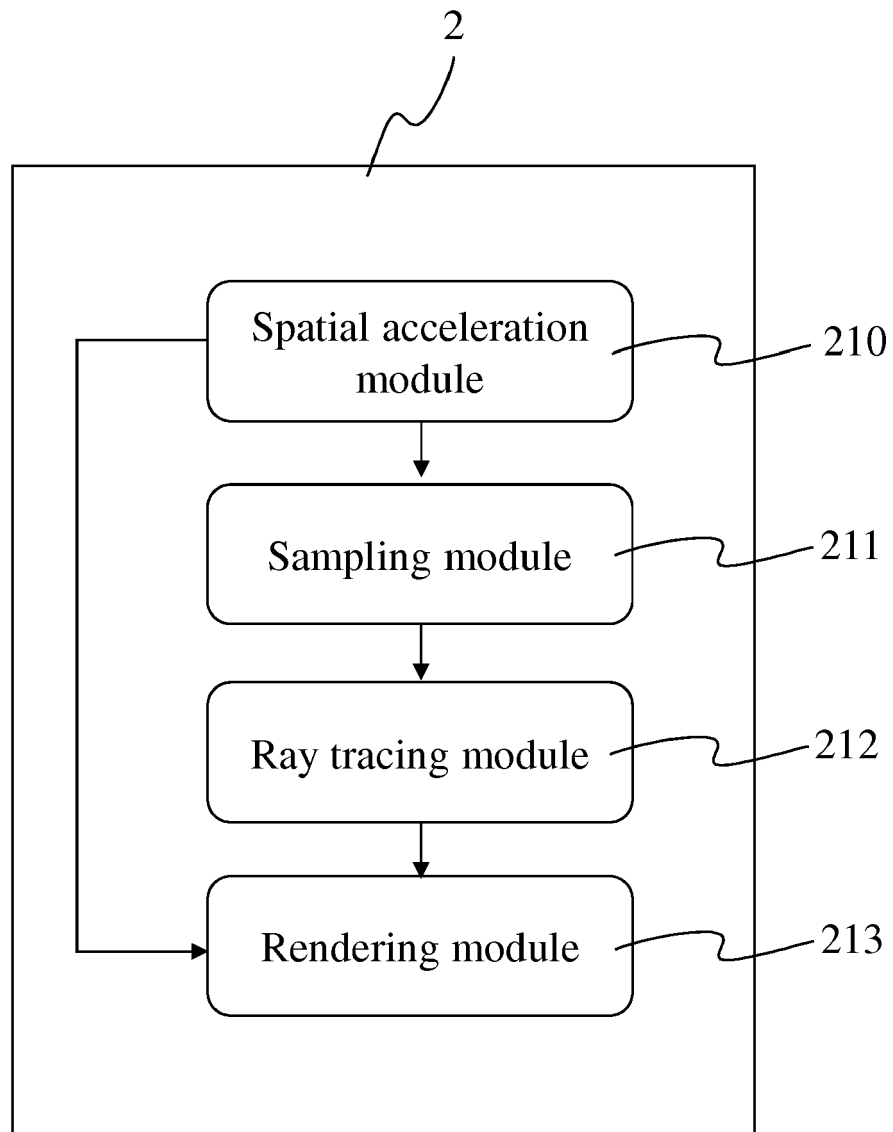 2
Spatial acceleration
module
210
Sampling module
211
Ray tracing module
212
Rendering module
213